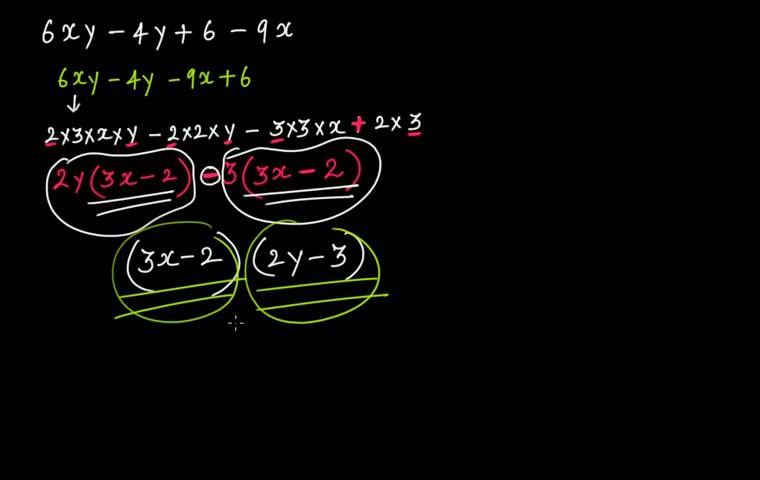 6xy - 4y + 6 - 9x
6xy - 4y - 9x + 6
↓
2×3×x×y - 2×2×y - 3×3×x + 2×3
2y(3x-2) - 3(3x-2)
(3x-2) (2y-3)